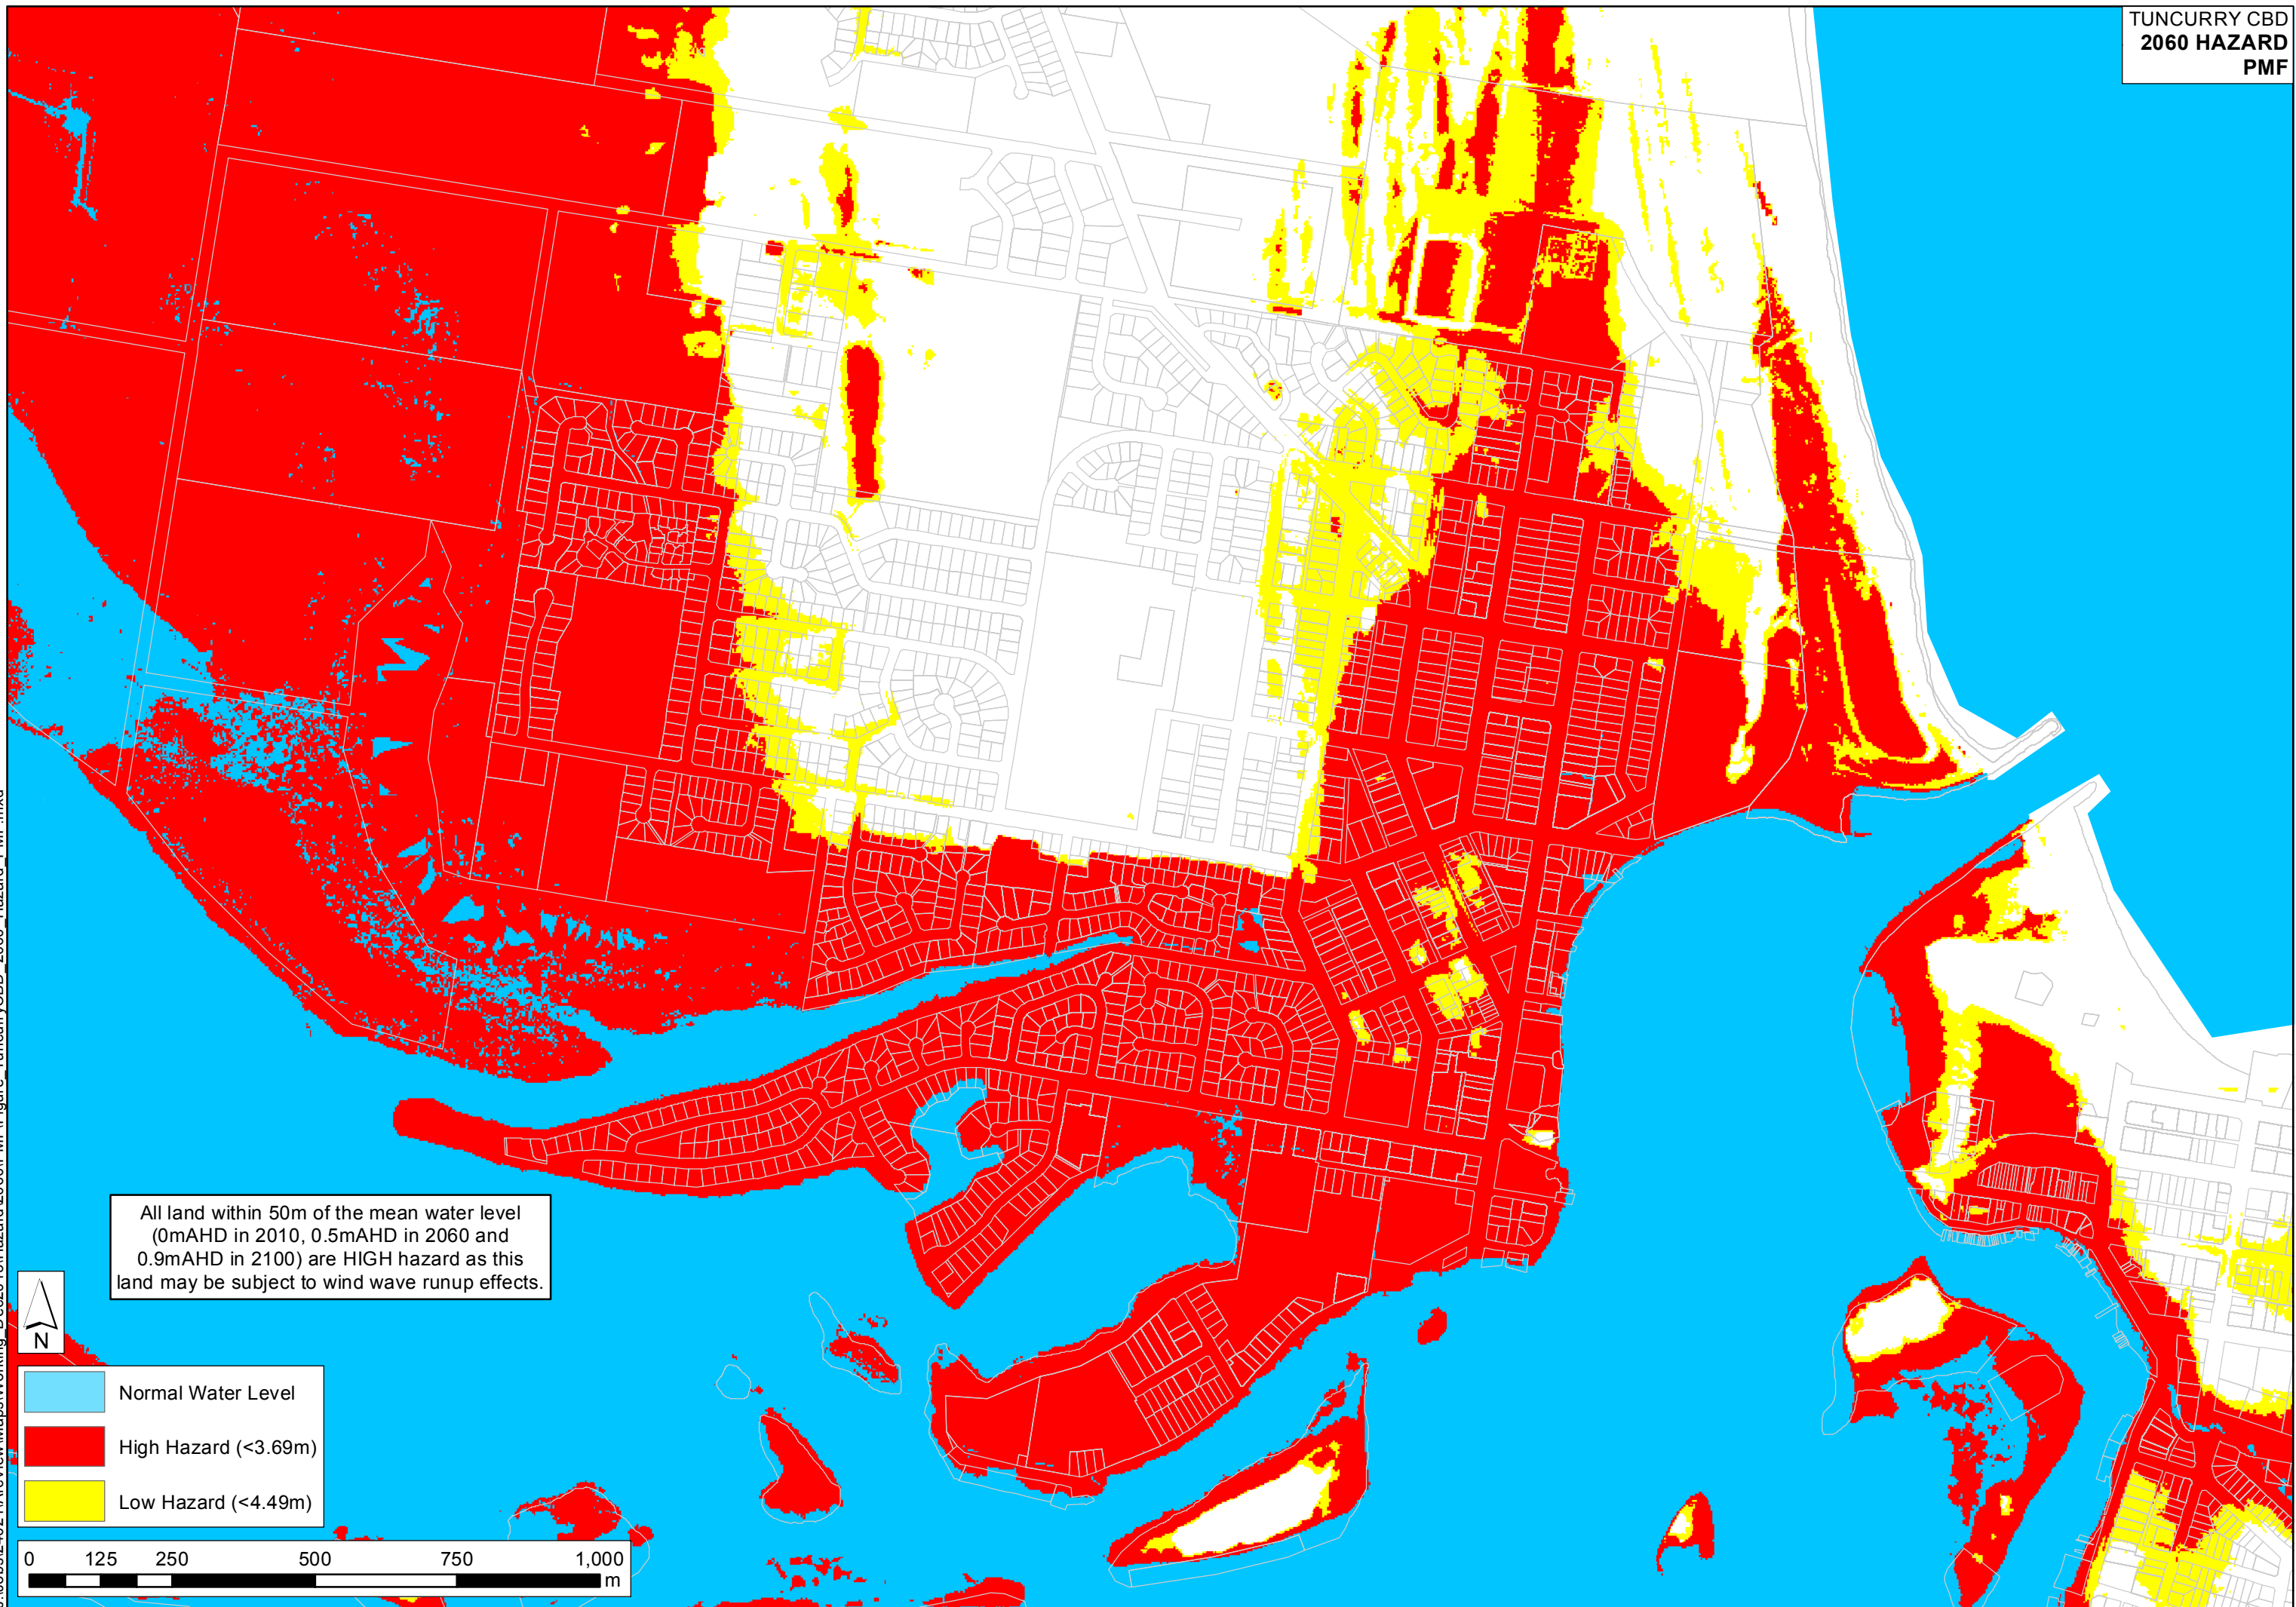 TUNCURRY CBD
2060 HAZARD
PMF
All land within 50m of the mean water level
(0mAHD in 2010, 0.5mAHD in 2060 and
0.9mAHD in 2100) are HIGH hazard as this
land may be subject to wind wave runup effects.
N
Normal Water Level
High Hazard (<3.69m)
Low Hazard (<4.49m)
0 125 250 500 750 1,000
m